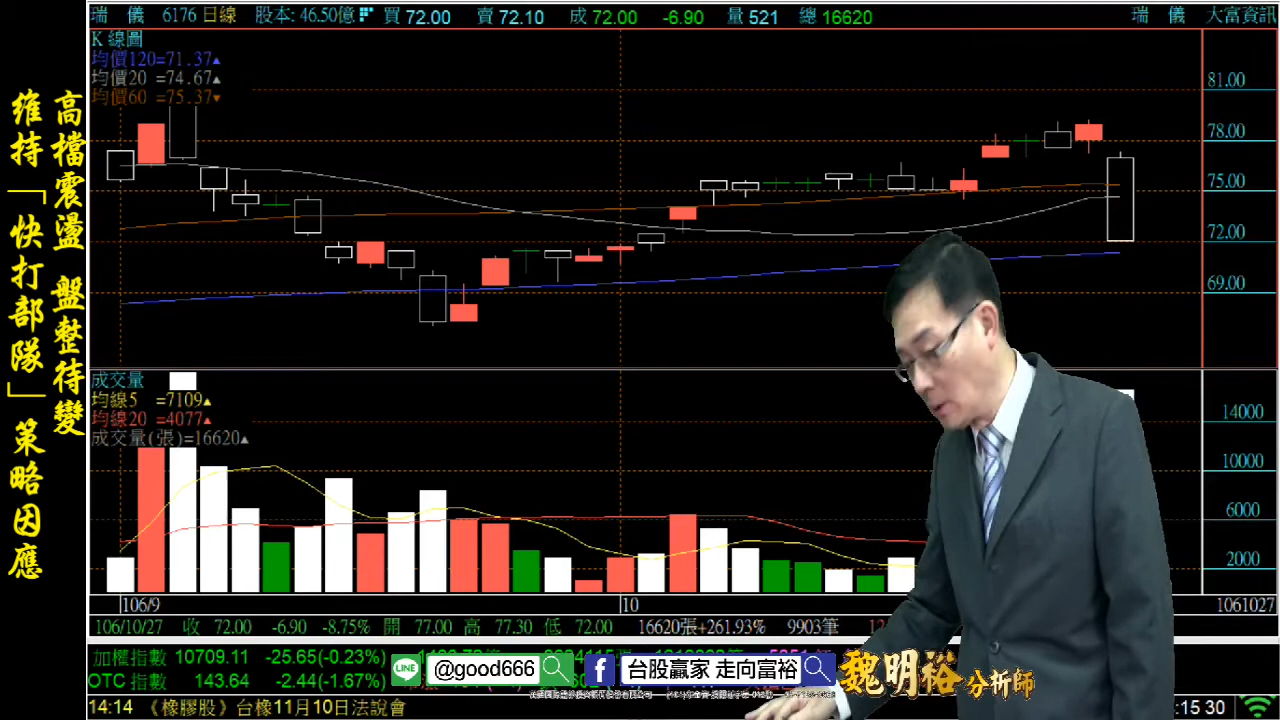 高檔震盪 盤整待變
維持「快打部隊」策略因應
瑞 儀 6176 日線 股本: 46.50億 買 72.00 賣 72.10 成 72.00 -6.90 量 521 總 16620 瑞 儀 大富資訊
K 線圖
均價120=71.37▲
均價20 =74.67▲
均價60 =75.37▼
81.00
78.00
75.00
72.00
69.00
成交量
均線5 =7109▲
均線20 =4077▲
成交量(張)=16620▲
14000
10000
6000
2000
106/9 10 1061027
106/10/27 收 72.00 -6.90 -8.75% 開 77.00 高 77.30 低 72.00 16620張+261.93% 9903筆
加權指數 10709.11 -25.65(-0.23%)
OTC 指數 143.64 -2.44(-1.67%)
LINE @good666 f 台股贏家 走向富裕
魏明裕 分析師
14:14 《橡膠股》台橡11月10日法說會 :15 30